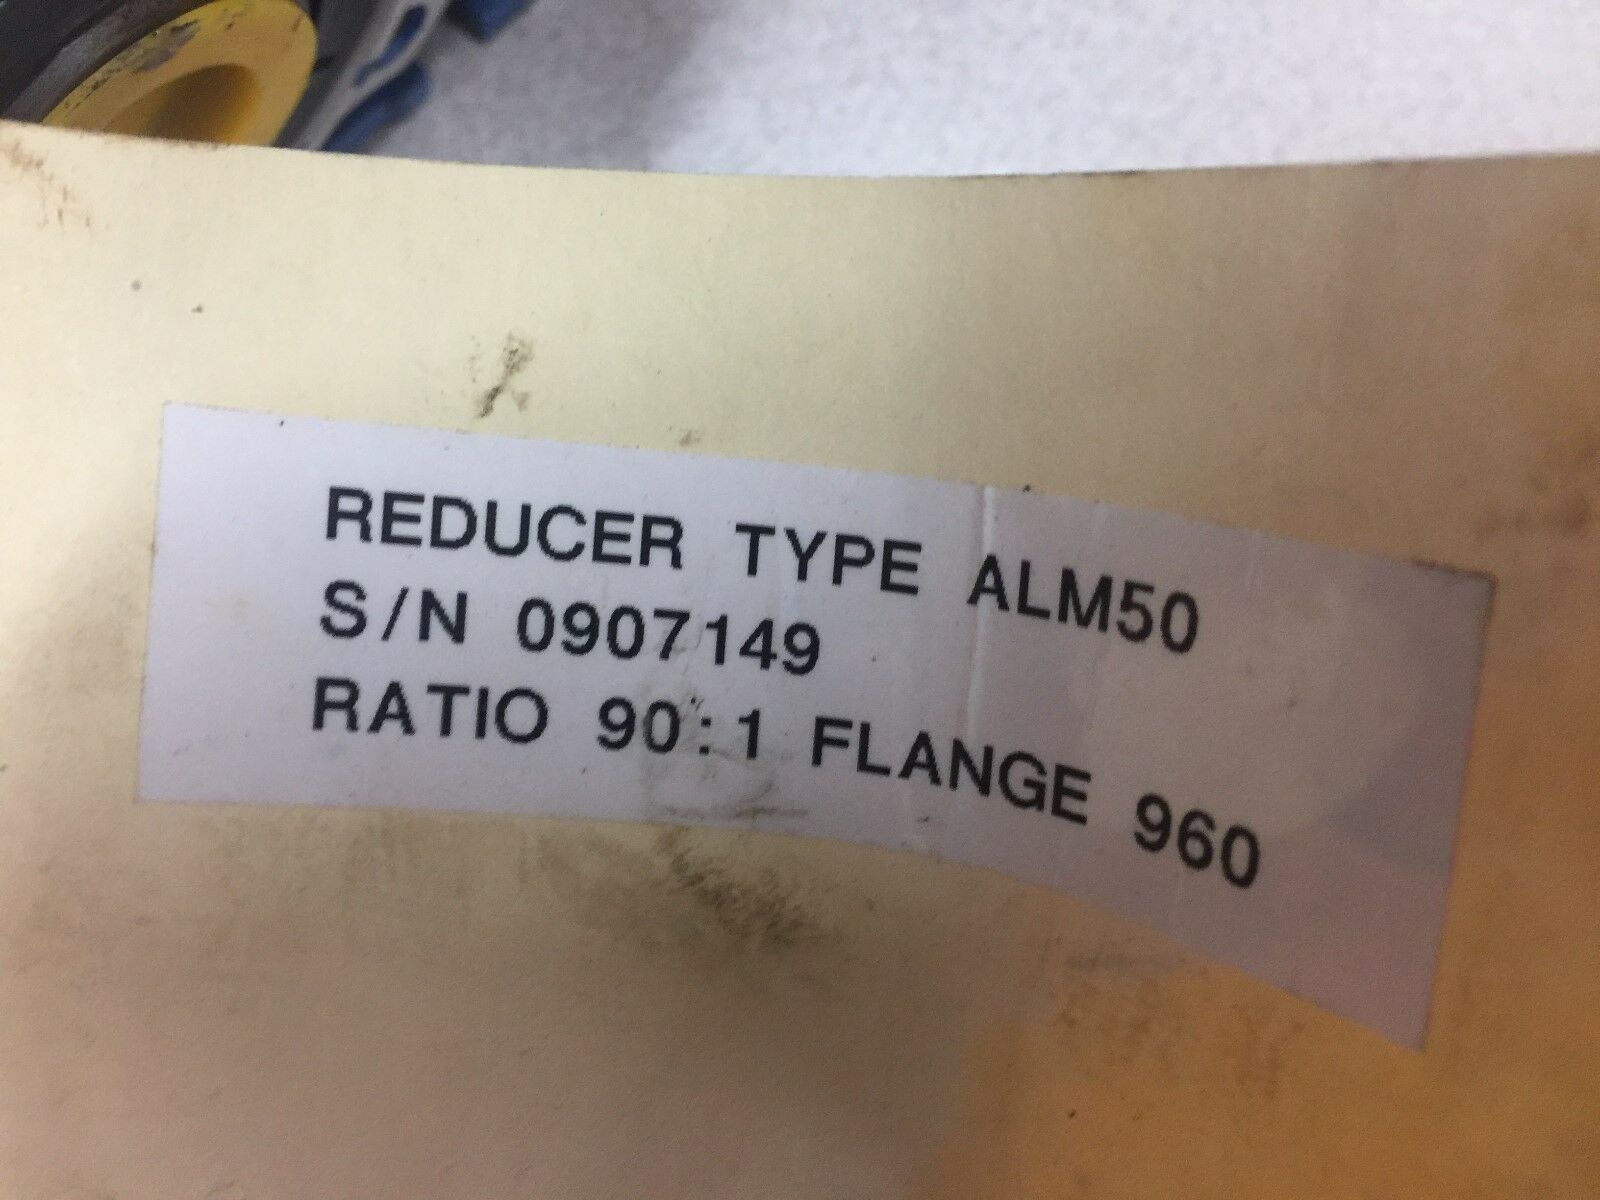 REDUCER TYPE ALM50
S/N 0907149
RATIO 90:1 FLANGE 960